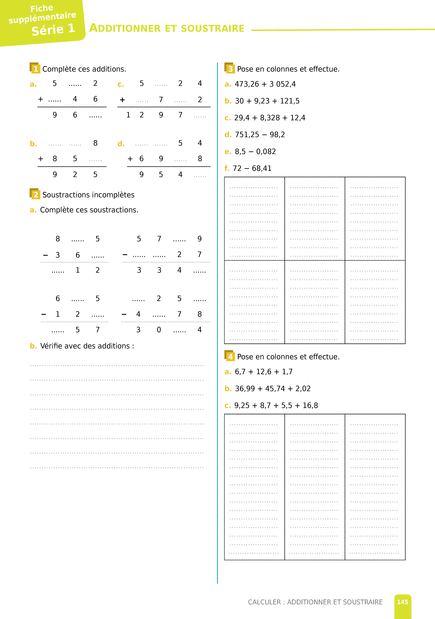 Fiche
supplémentaire
Série 1
ADDITIONNER ET SOUSTRAIRE
1 Complète ces additions.
a. 5 ...... 2 c. 5 ...... 2 4
+ ...... 4 6 + ...... 7 ...... 2
9 6 ...... 1 2 9 7 ......
b. ...... ...... 8 d. ...... ...... 5 4
+ 8 5 ...... + 6 9 ...... 8
9 2 5 9 5 4 ......
2 Soustractions incomplètes
a. Complète ces soustractions.
8 ...... 5 5 7 ...... 9
− 3 6 ...... − ...... ...... 2 7
...... 1 2 3 3 4 ......
6 ...... 5 ...... 2 5 ......
− 1 2 ...... − 4 ...... 7 8
...... 5 7 3 0 ...... 4
b. Vérifie avec des additions :
3 Pose en colonnes et effectue.
a. 473,26 + 3 052,4
b. 30 + 9,23 + 121,5
c. 29,4 + 8,328 + 12,4
d. 751,25 − 98,2
e. 8,5 − 0,082
f. 72 − 68,41
4 Pose en colonnes et effectue.
a. 6,7 + 12,6 + 1,7
b. 36,99 + 45,74 + 2,02
c. 9,25 + 8,7 + 5,5 + 16,8
CALCULER : ADDITIONNER ET SOUSTRAIRE 145